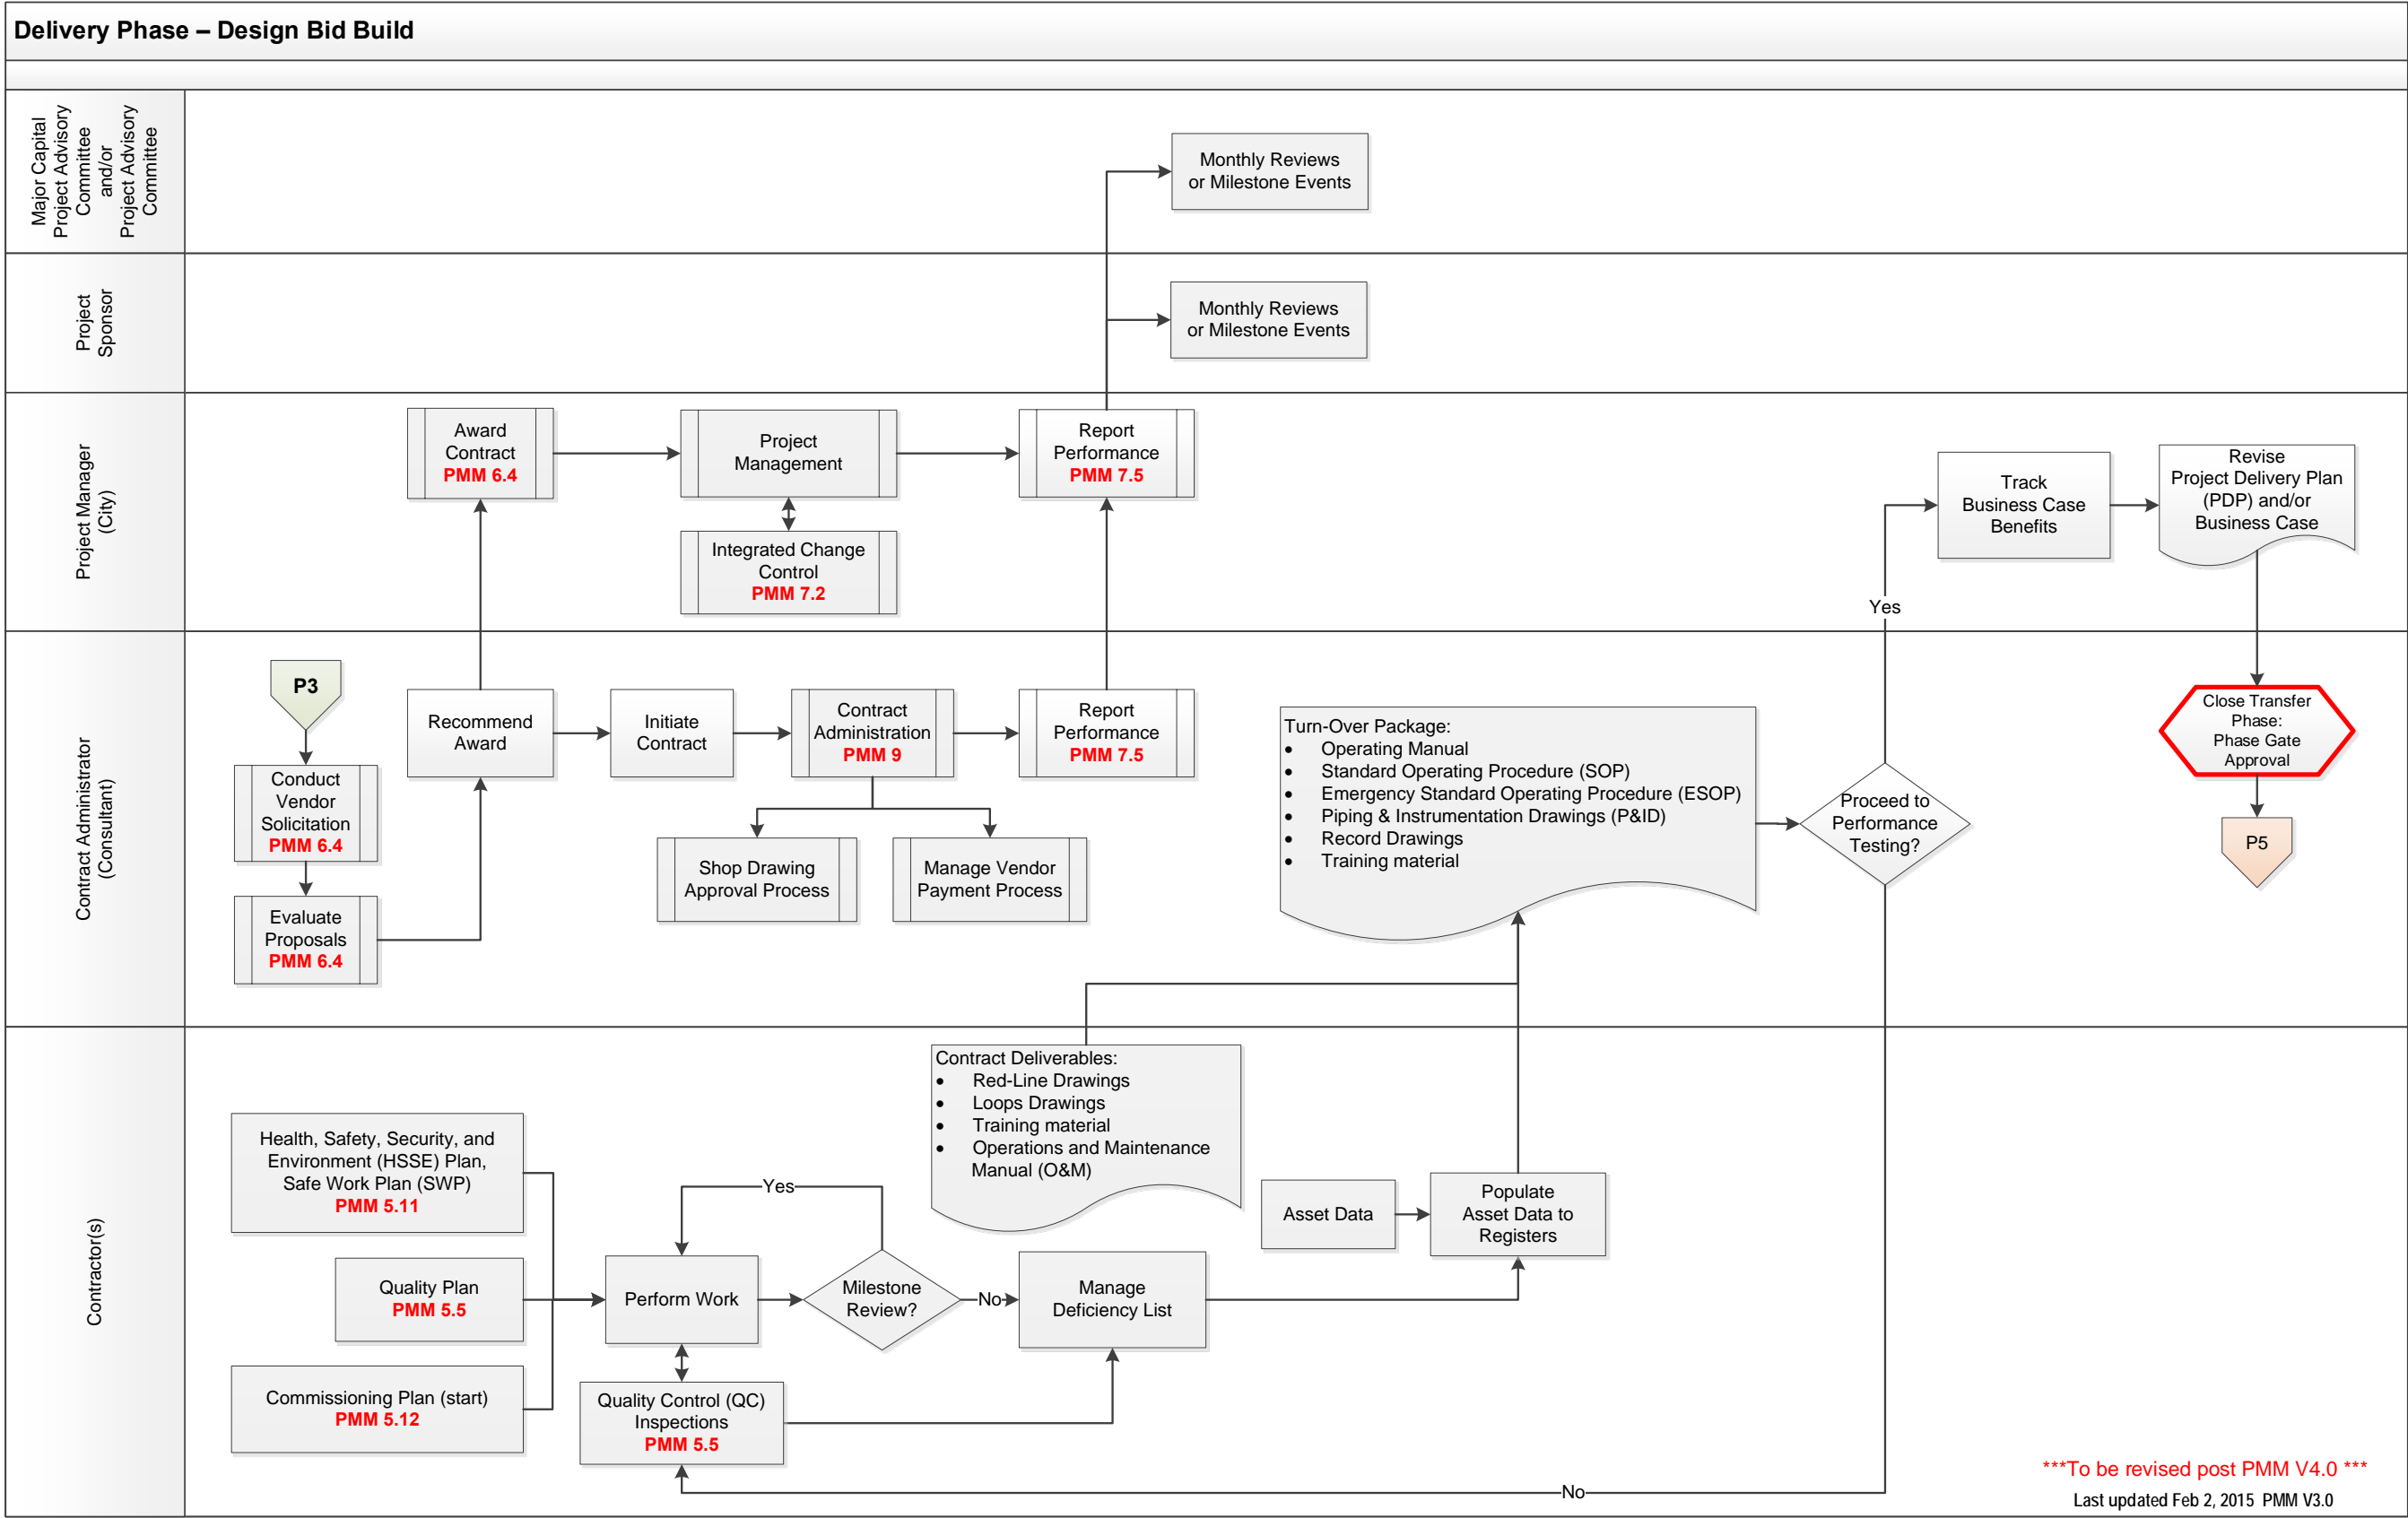 Delivery Phase – Design Bid Build
Major Capital
Project Advisory
Committee
and/or
Project Advisory
Committee
Monthly Reviews
or Milestone Events
Project
Sponsor
Monthly Reviews
or Milestone Events
Project Manager
(City)
Award
Contract
PMM 6.4
Project
Management
Integrated Change
Control
PMM 7.2
Report
Performance
PMM 7.5
Track
Business Case
Benefits
Revise
Project Delivery Plan
(PDP) and/or
Business Case
Yes
Contract Administrator
(Consultant)
P3
Conduct
Vendor
Solicitation
PMM 6.4
Evaluate
Proposals
PMM 6.4
Recommend
Award
Initiate
Contract
Contract
Administration
PMM 9
Report
Performance
PMM 7.5
Shop Drawing
Approval Process
Manage Vendor
Payment Process
Turn-Over Package:
• Operating Manual
• Standard Operating Procedure (SOP)
• Emergency Standard Operating Procedure (ESOP)
• Piping & Instrumentation Drawings (P&ID)
• Record Drawings
• Training material
Proceed to
Performance
Testing?
Close Transfer
Phase:
Phase Gate
Approval
P5
Contractor(s)
Health, Safety, Security, and
Environment (HSSE) Plan,
Safe Work Plan (SWP)
PMM 5.11
Quality Plan
PMM 5.5
Commissioning Plan (start)
PMM 5.12
Perform Work
Yes
Milestone
Review?
No
Quality Control (QC)
Inspections
PMM 5.5
Contract Deliverables:
• Red-Line Drawings
• Loops Drawings
• Training material
• Operations and Maintenance
Manual (O&M)
Manage
Deficiency List
Asset Data
Populate
Asset Data to
Registers
No
***To be revised post PMM V4.0 ***
Last updated Feb 2, 2015 PMM V3.0